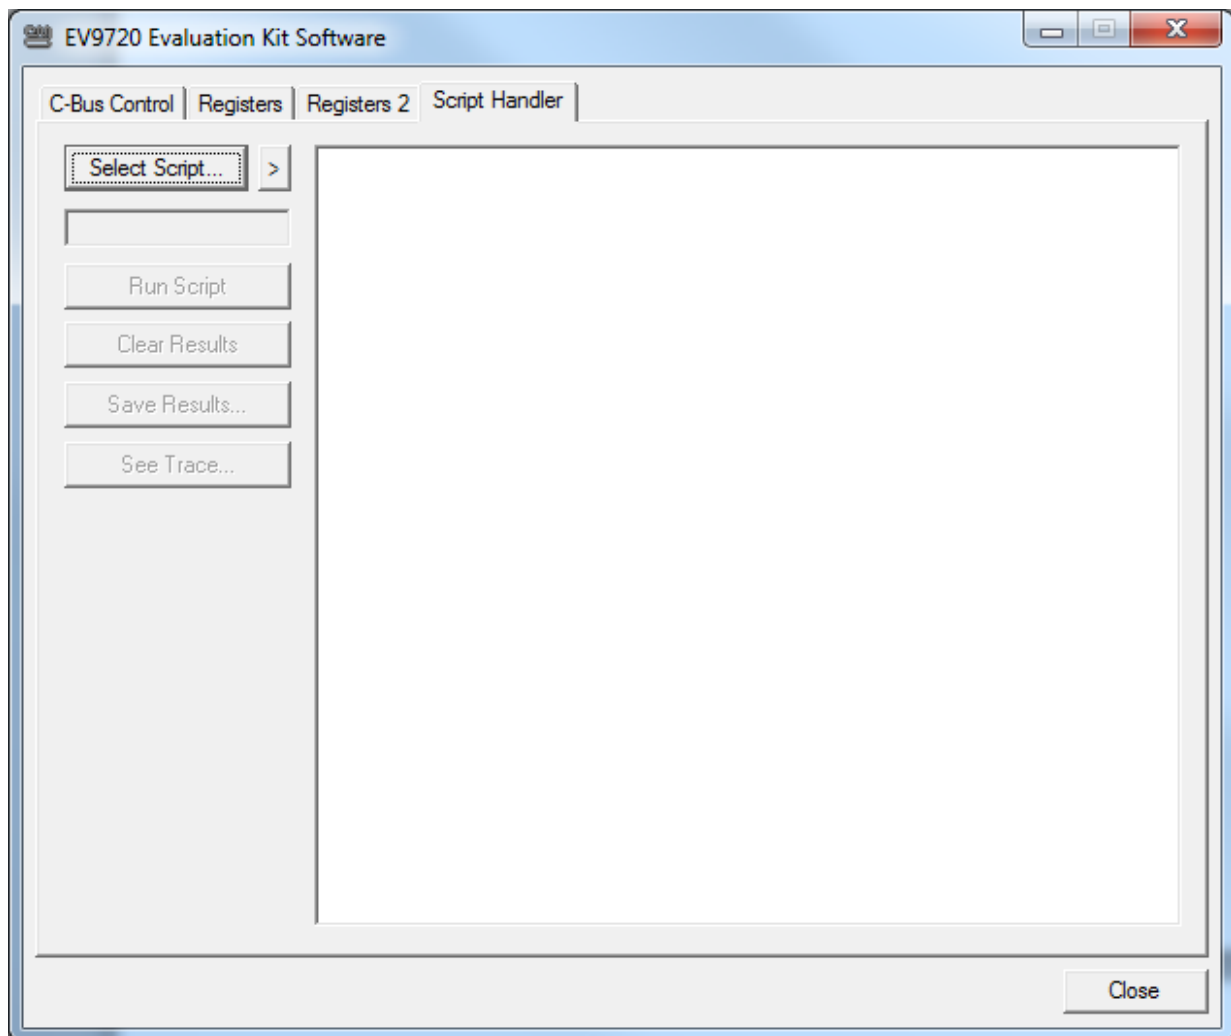 EV9720 Evaluation Kit Software
C-Bus Control Registers Registers 2 Script Handler
Select Script... >
Run Script
Clear Results
Save Results...
See Trace...
Close